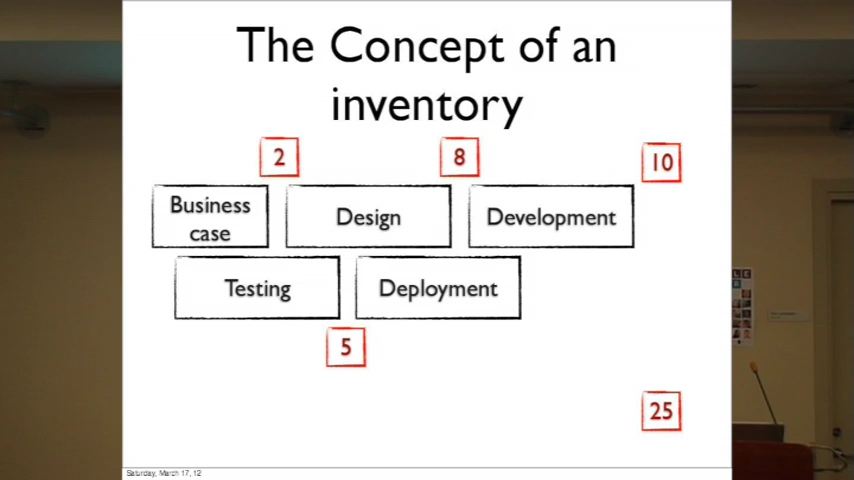 The Concept of an
inventory
2
8
10
Business
case
Design
Development
Testing
Deployment
5
25
Saturday, March 17, 12